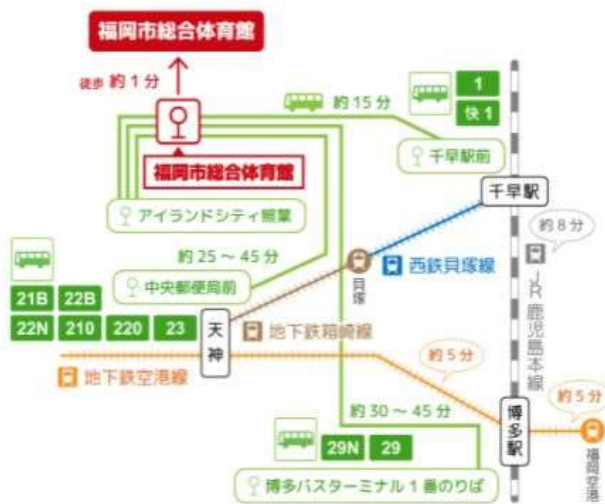 福岡市総合体育館
徒歩 約1分
約15分
1
快1
千早駅前
福岡市総合体育館
千早駅
アイランドシティ照葉
約8分
約25～45分
21B 22B
22N 210 220 23
中央郵便局前
貝塚
西鉄貝塚線
JR鹿児島本線
天神
地下鉄箱崎線
地下鉄空港線
約5分
約5分
約30～45分
博多駅
福岡空港
29N 29
博多バスターミナル1番のりば